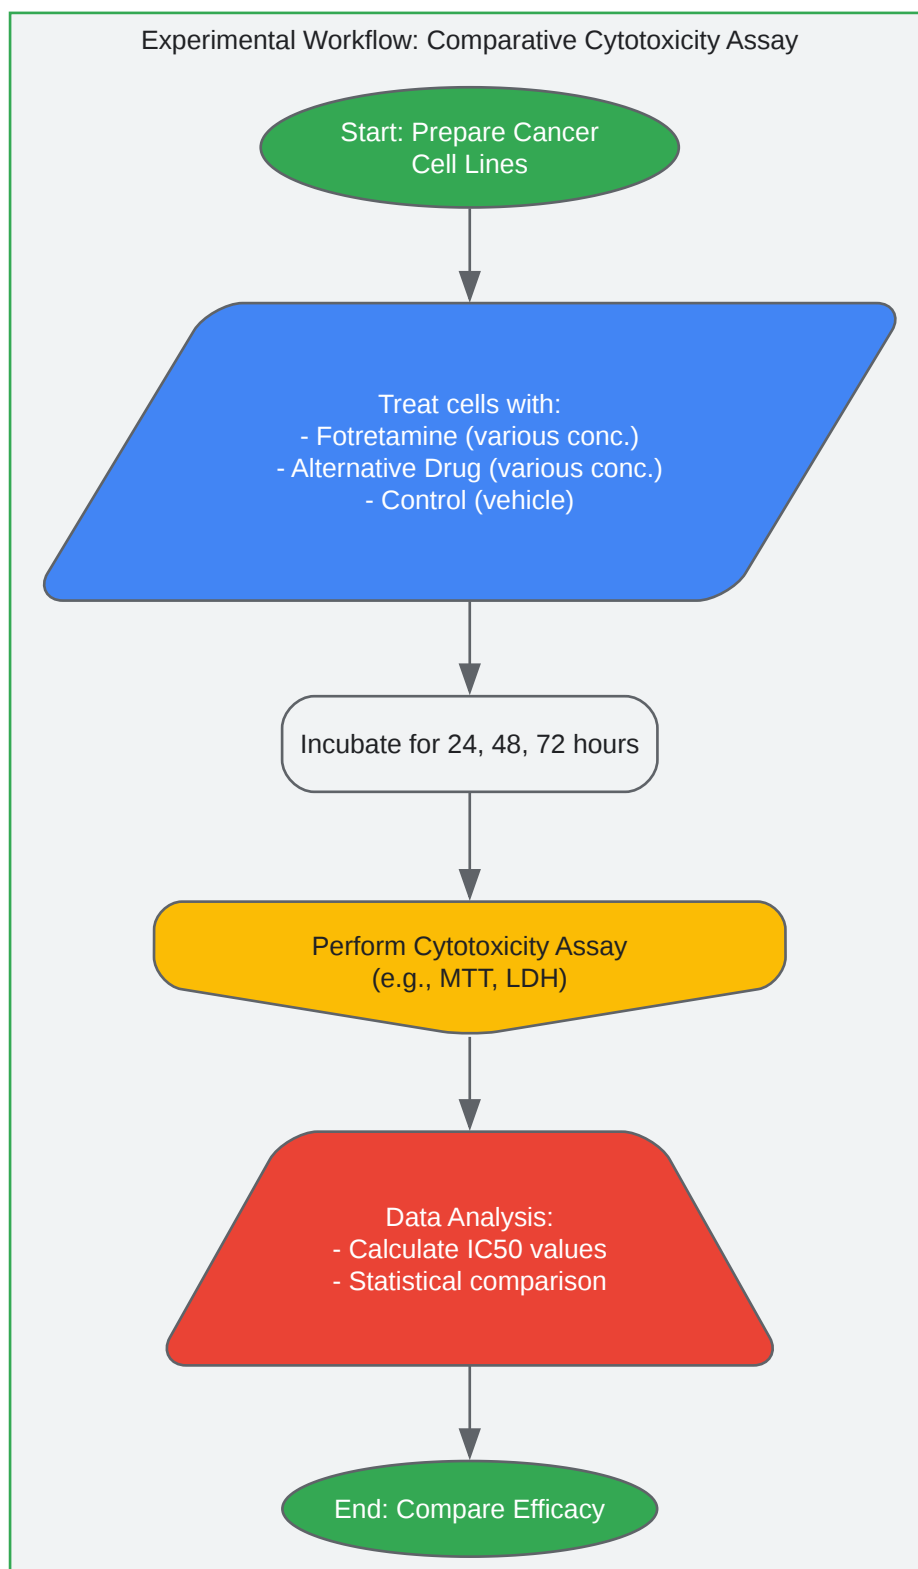 Experimental Workflow: Comparative Cytotoxicity Assay
Start: Prepare Cancer
Cell Lines
Treat cells with:
- Fotretamine (various conc.)
- Alternative Drug (various conc.)
- Control (vehicle)
Incubate for 24, 48, 72 hours
Perform Cytotoxicity Assay
(e.g., MTT, LDH)
Data Analysis:
- Calculate IC50 values
- Statistical comparison
End: Compare Efficacy